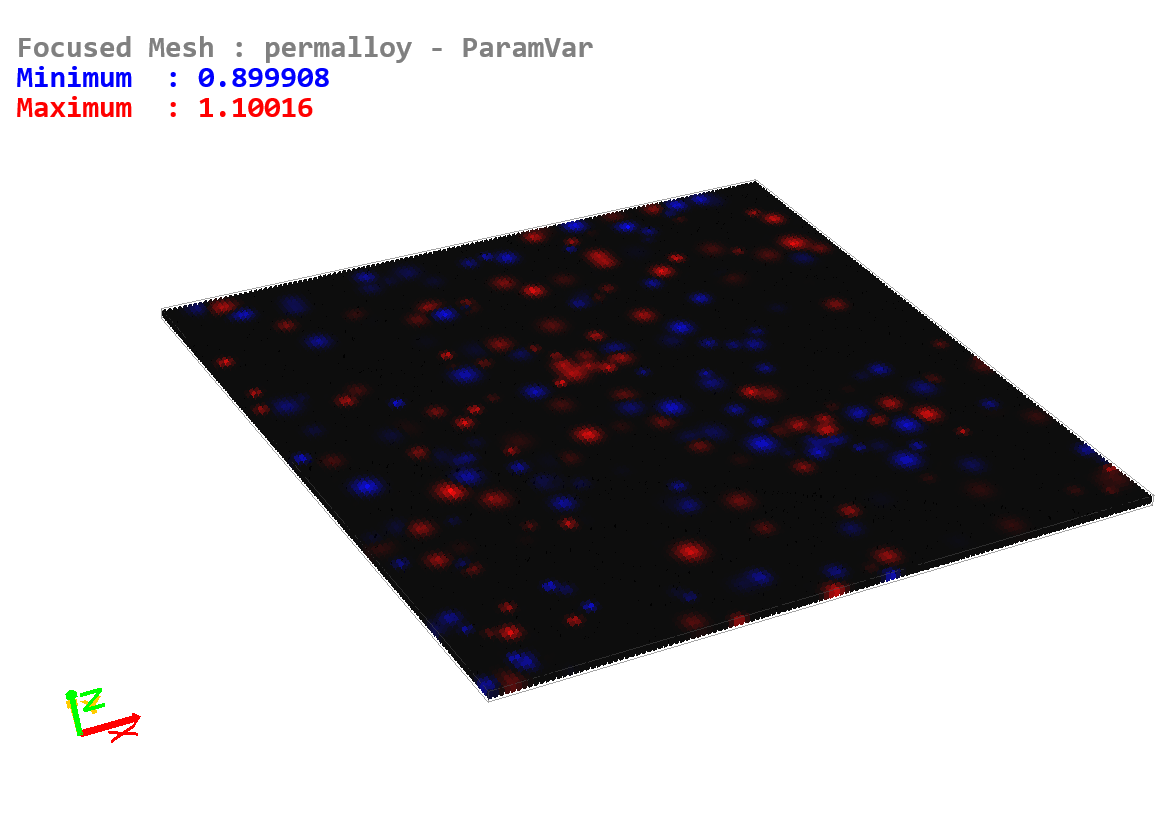 Focused Mesh : permalloy - ParamVar
Minimum  : 0.899908
Maximum  : 1.10016
Z
X